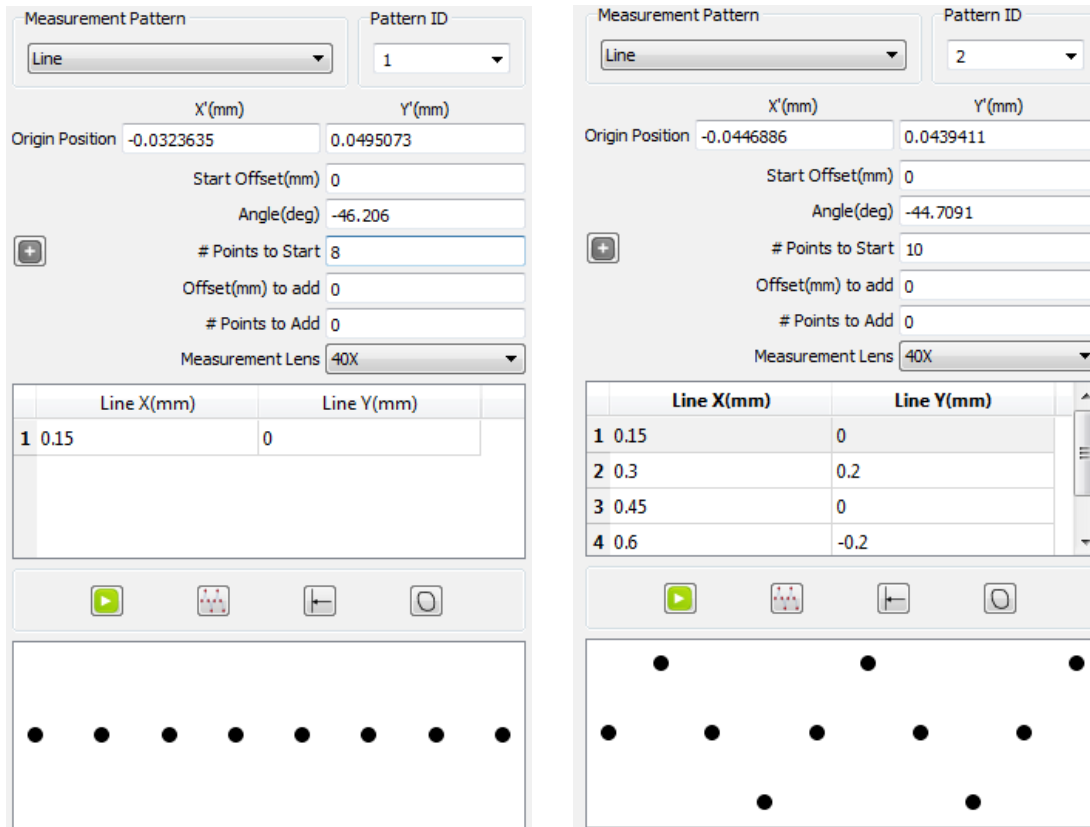 Measurement Pattern Pattern ID
Line 1
X'(mm) Y'(mm)
Origin Position -0.0323635 0.0495073
Start Offset(mm) 0
Angle(deg) -46.206
# Points to Start 8
Offset(mm) to add 0
# Points to Add 0
Measurement Lens 40X
Line X(mm) Line Y(mm)
1 0.15 0
Measurement Pattern Pattern ID
Line 2
X'(mm) Y'(mm)
Origin Position -0.0446886 0.0439411
Start Offset(mm) 0
Angle(deg) -44.7091
# Points to Start 10
Offset(mm) to add 0
# Points to Add 0
Measurement Lens 40X
Line X(mm) Line Y(mm)
1 0.15 0
2 0.3 0.2
3 0.45 0
4 0.6 -0.2